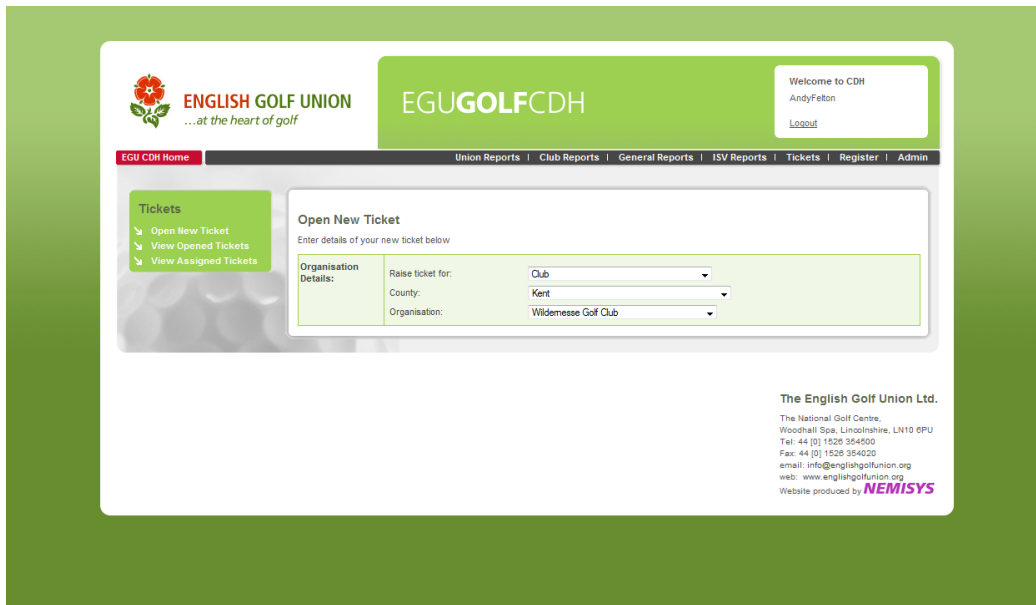 ENGLISH GOLF UNION
...at the heart of golf
EGUGOLFCDH
Welcome to CDH
AndyFelton
Logout
EGU CDH Home
Union Reports | Club Reports | General Reports | ISV Reports | Tickets | Register | Admin
Tickets
Open New Ticket
View Opened Tickets
View Assigned Tickets
Open New Ticket
Enter details of your new ticket below
Organisation Details:
Raise ticket for: Club
County: Kent
Organisation: Wildernesse Golf Club
The English Golf Union Ltd.
The National Golf Centre,
Woodhall Spa, Lincolnshire, LN10 6PU
Tel: 44 [0] 1526 354500
Fax: 44 [0] 1526 354020
email: info@englishgolfunion.org
web: www.englishgolfunion.org
Website produced by NEMISYS